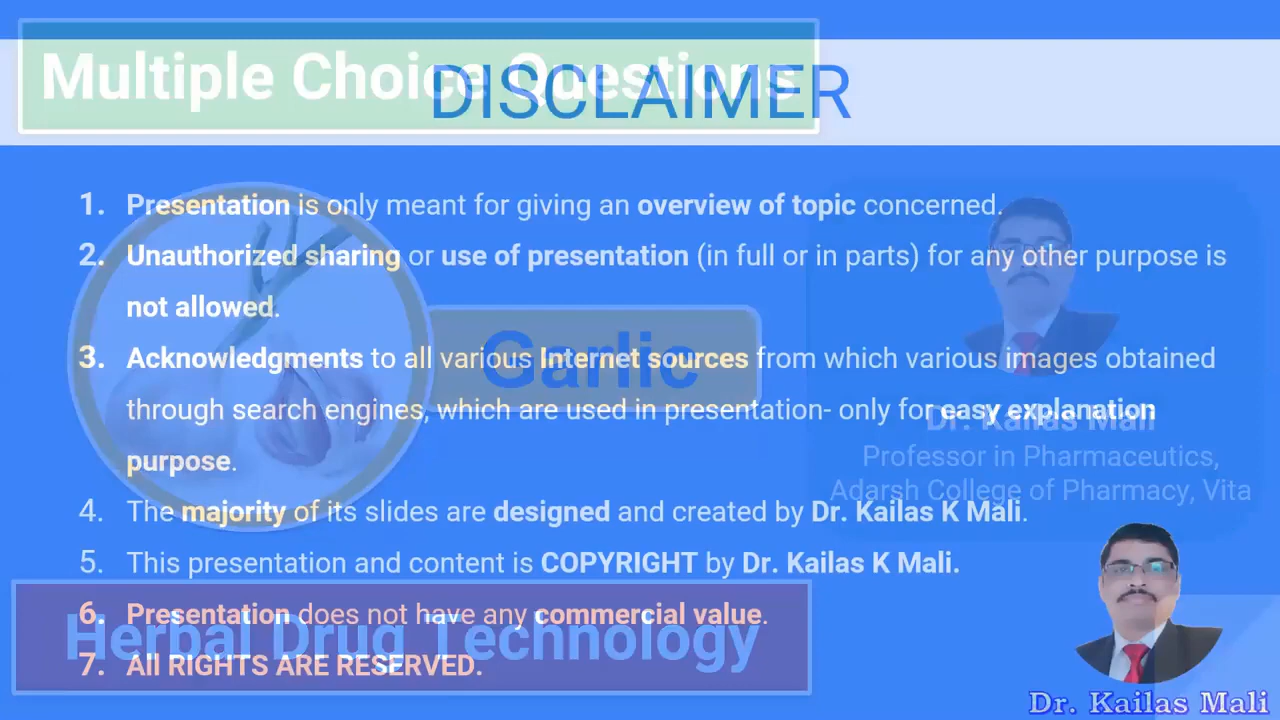 Multiple Choice Questions
DISCLAIMER
1. Presentation is only meant for giving an overview of topic concerned.
2. Unauthorized sharing or use of presentation (in full or in parts) for any other purpose is
not allowed.
3. Acknowledgments to all various Internet sources from which various images obtained
through search engines, which are used in presentation- only for easy explanation
purpose.
4. The majority of its slides are designed and created by Dr. Kailas K Mali.
5. This presentation and content is COPYRIGHT by Dr. Kailas K Mali.
6. Presentation does not have any commercial value.
7. All RIGHTS ARE RESERVED.
Garlic
Dr. Kailas Mali
Professor in Pharmaceutics,
Adarsh College of Pharmacy, Vita
Herbal Drug Technology
Dr. Kailas Mali